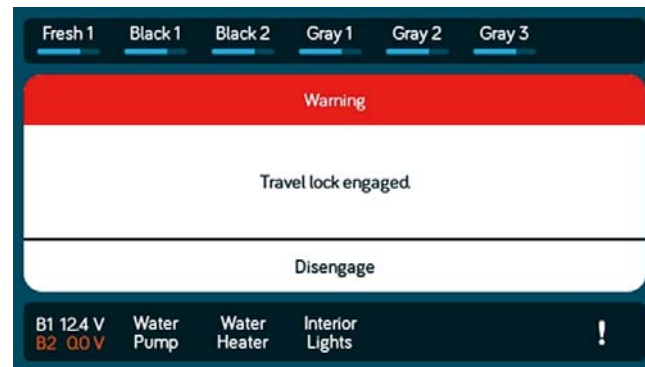 Fresh 1 Black 1 Black 2 Gray 1 Gray 2 Gray 3
Warning
Travel lock engaged.
Disengage
B1 12.4 V Water Water Interior
B2 0.0 V Pump Heater Lights !